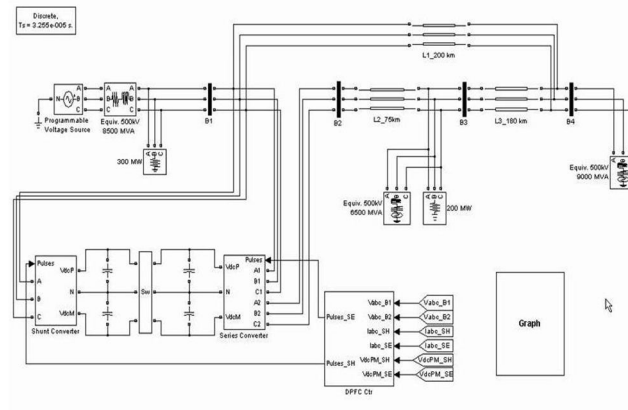 Discrete,
Ts = 3.255e-005 s.
L1_200 km
N
A
B
C
A
B
C
A
B
C
Programmable
Voltage Source
Equiv. 500kV
8500 MVA
B1
B2
L2_75km
B3
L3_180 km
B4
A
B
C
300 MW
A
B
C
Equiv. 500kV
6500 MVA
A
B
C
200 MW
A
B
C
Equiv. 500kV
9000 MVA
Pulses
A
B
C
VdcP
N
VdcM
Shunt Converter
Sw
Pulses
VdcP
N
VdcM
A1
B1
C1
A2
B2
C2
Series Converter
Pulses_SE
Pulses_SH
Vabc_B1
Vabc_B2
Iabc_SH
Iabc_SE
VdcPM_SH
VdcPM_SE
DPFC Ctr
Vabc_B1
Vabc_B2
Iabc_SH
Iabc_SE
VdcPM_SH
VdcPM_SE
Graph